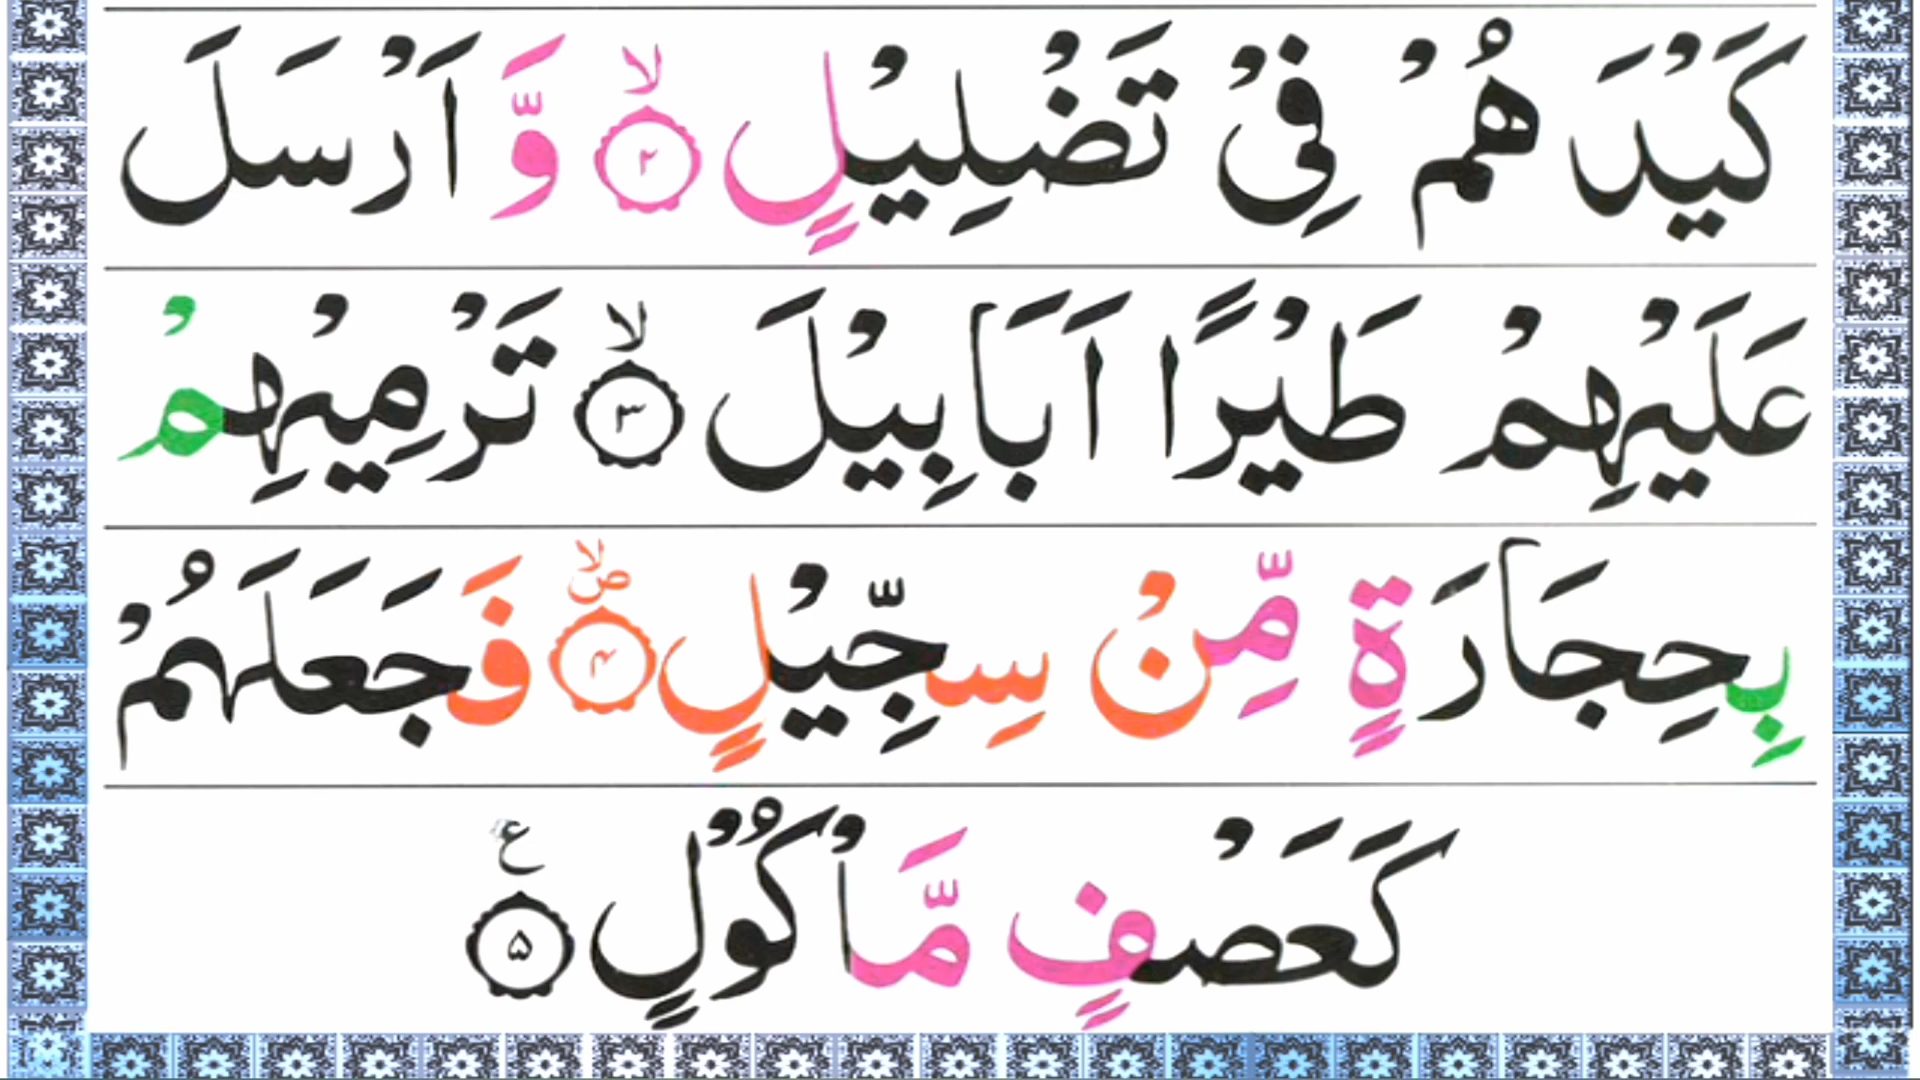 كَيْدَهُمْ فِىْ تَضْلِيْلٍ ۙ‏﴿۲﴾ وَّ اَرْسَلَ
عَلَيْهِمْ طَيْرًا اَبَابِيْلَ ۙ‏﴿۳﴾ تَرْمِيْهِمْ
بِحِجَارَةٍ مِّنْ سِجِّيْلٍ ۙص‏﴿۴﴾ فَجَعَلَهُمْ
كَعَصْفٍ مَّاْكُوْلٍ ع‏﴿۵﴾